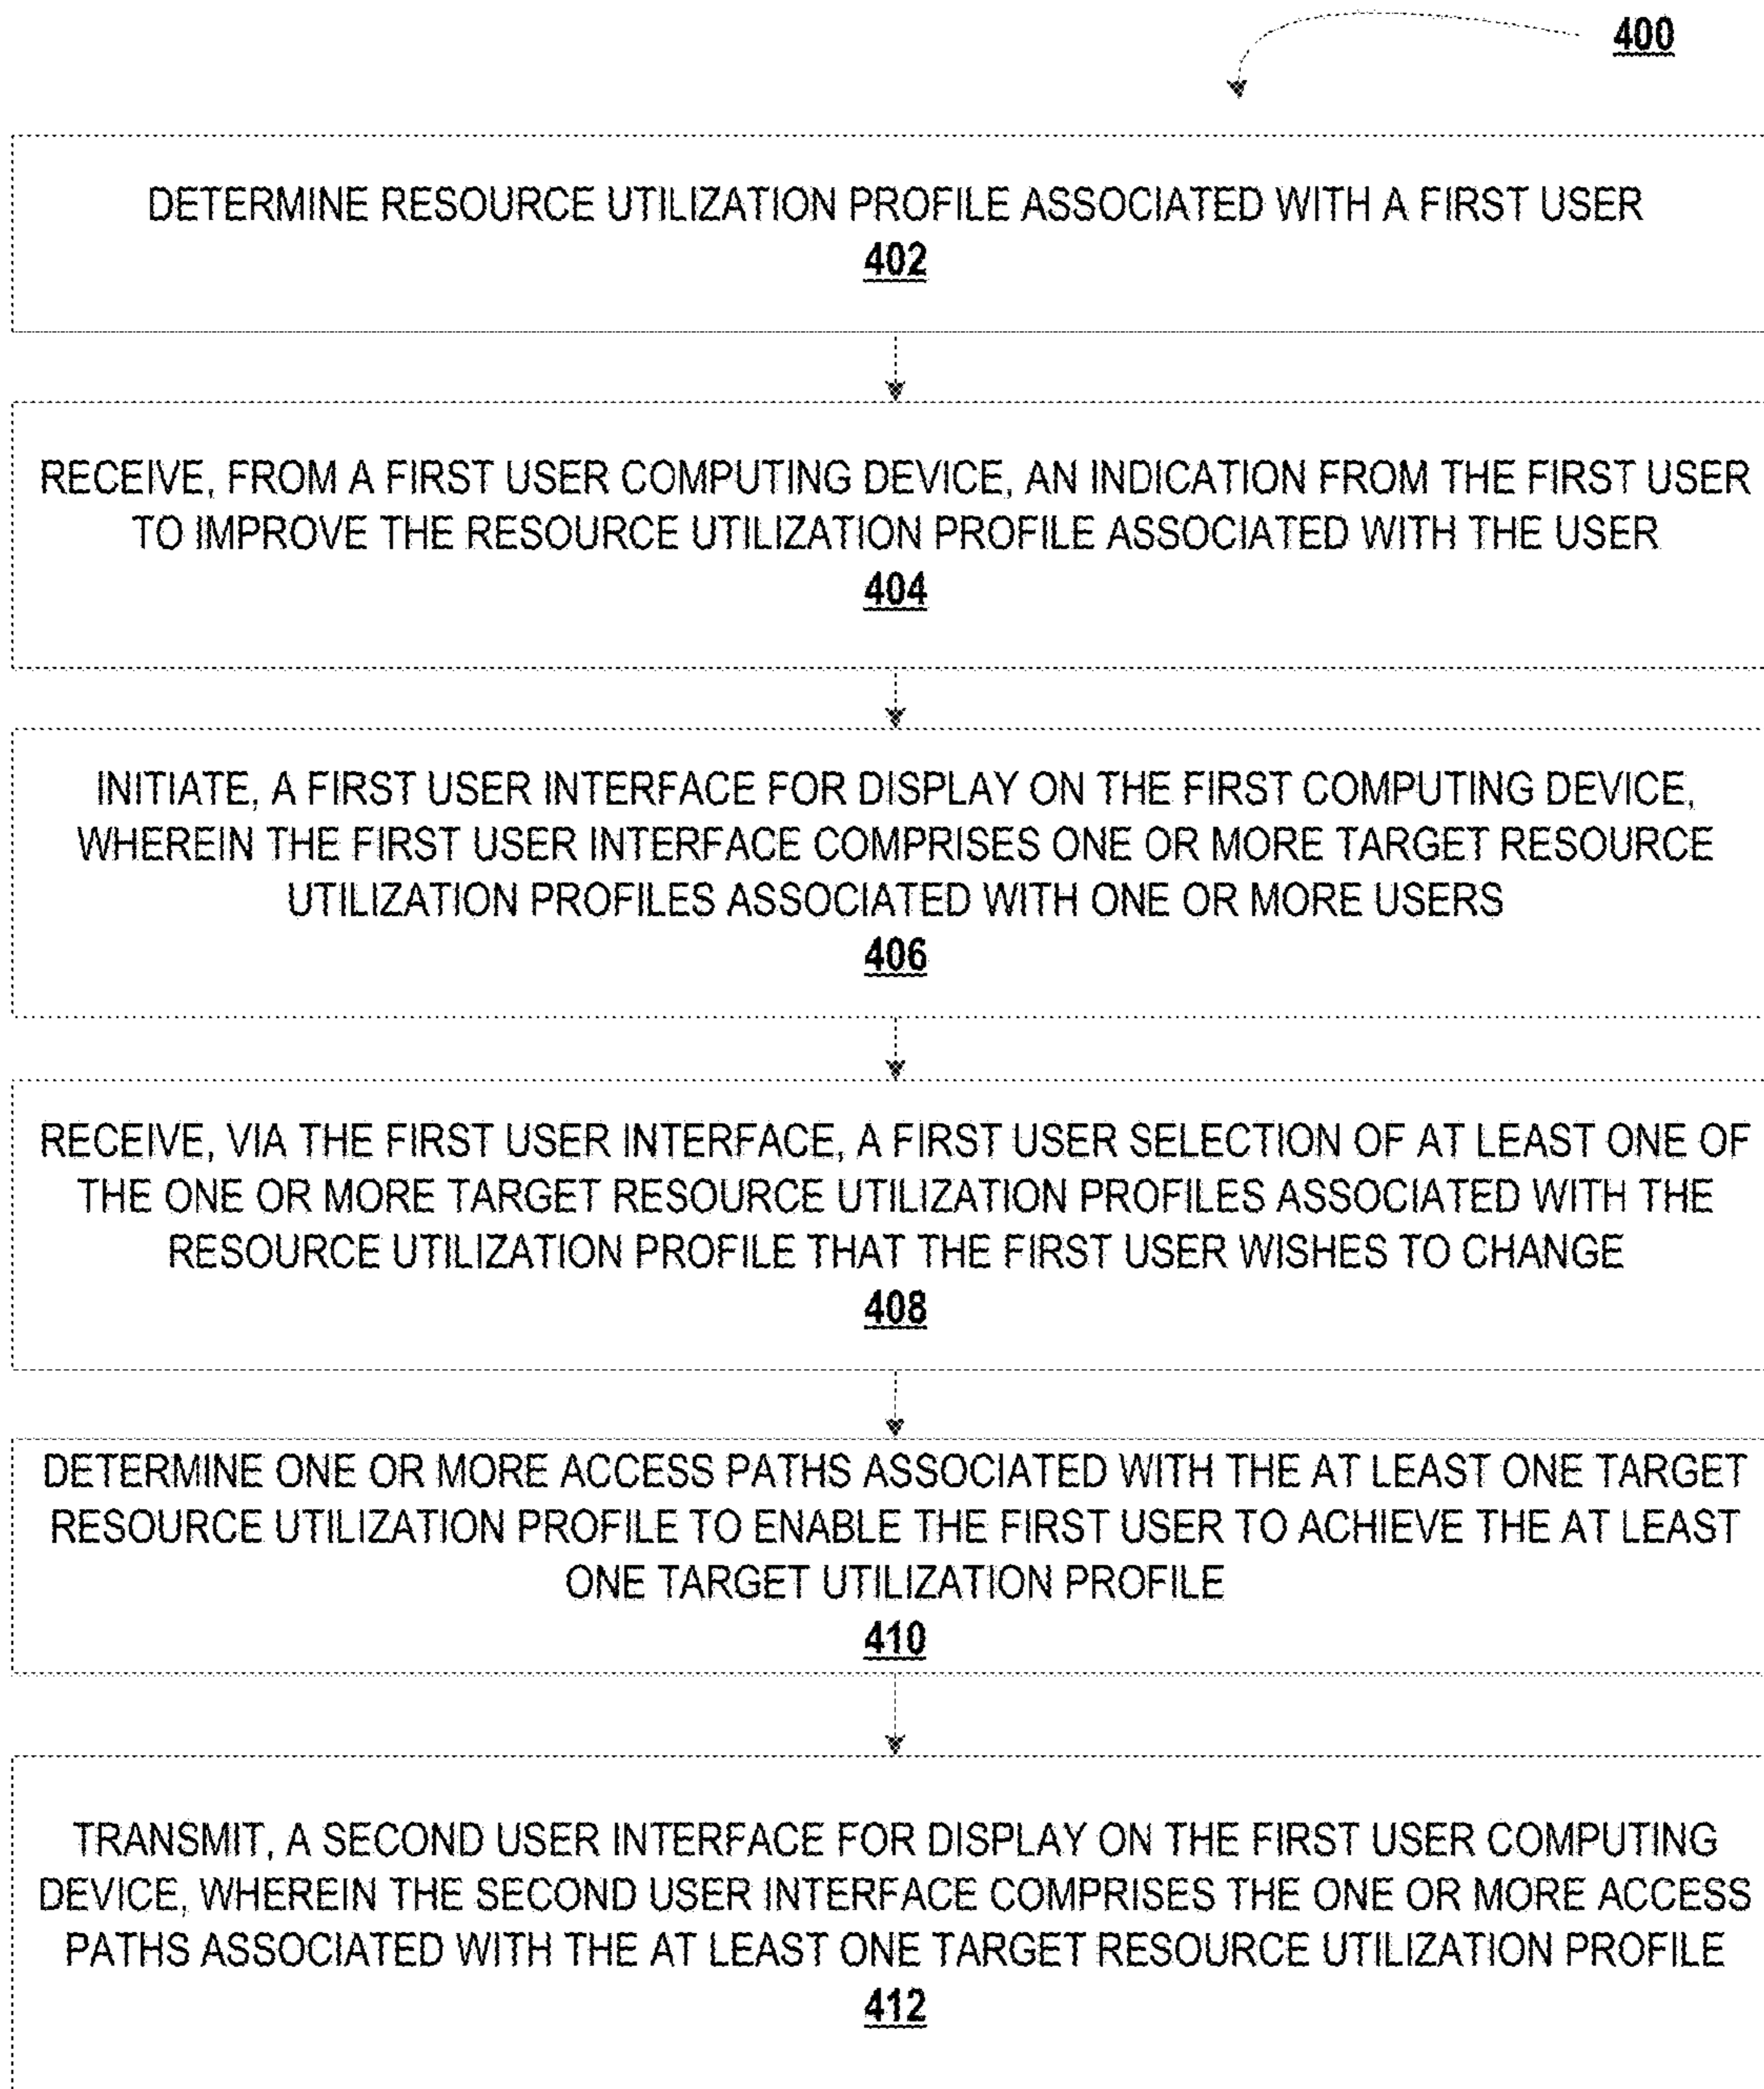 400
DETERMINE RESOURCE UTILIZATION PROFILE ASSOCIATED WITH A FIRST USER
402
RECEIVE, FROM A FIRST USER COMPUTING DEVICE, AN INDICATION FROM THE FIRST USER
TO IMPROVE THE RESOURCE UTILIZATION PROFILE ASSOCIATED WITH THE USER
404
INITIATE, A FIRST USER INTERFACE FOR DISPLAY ON THE FIRST COMPUTING DEVICE,
WHEREIN THE FIRST USER INTERFACE COMPRISES ONE OR MORE TARGET RESOURCE
UTILIZATION PROFILES ASSOCIATED WITH ONE OR MORE USERS
406
RECEIVE, VIA THE FIRST USER INTERFACE, A FIRST USER SELECTION OF AT LEAST ONE OF
THE ONE OR MORE TARGET RESOURCE UTILIZATION PROFILES ASSOCIATED WITH THE
RESOURCE UTILIZATION PROFILE THAT THE FIRST USER WISHES TO CHANGE
408
DETERMINE ONE OR MORE ACCESS PATHS ASSOCIATED WITH THE AT LEAST ONE TARGET
RESOURCE UTILIZATION PROFILE TO ENABLE THE FIRST USER TO ACHIEVE THE AT LEAST
ONE TARGET UTILIZATION PROFILE
410
TRANSMIT, A SECOND USER INTERFACE FOR DISPLAY ON THE FIRST USER COMPUTING
DEVICE, WHEREIN THE SECOND USER INTERFACE COMPRISES THE ONE OR MORE ACCESS
PATHS ASSOCIATED WITH THE AT LEAST ONE TARGET RESOURCE UTILIZATION PROFILE
412